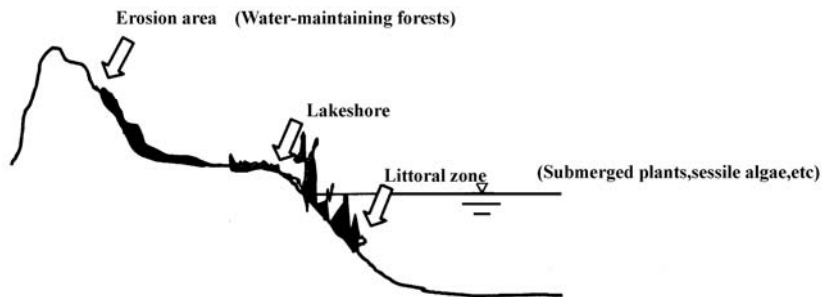 Erosion area (Water-maintaining forests)
Lakeshore
Littoral zone
(Submerged plants,sessile algae,etc)